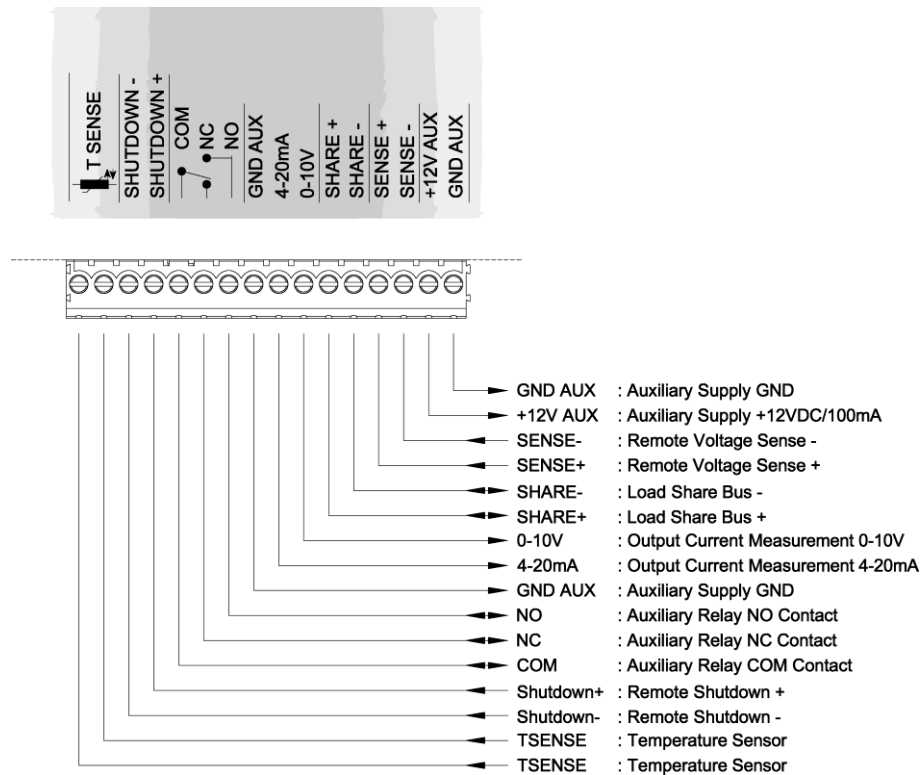 T SENSE
SHUTDOWN -
SHUTDOWN +
COM
NC
NO
GND AUX
4-20mA
0-10V
SHARE +
SHARE -
SENSE +
SENSE -
+12V AUX
GND AUX
GND AUX : Auxiliary Supply GND
+12V AUX : Auxiliary Supply +12VDC/100mA
SENSE- : Remote Voltage Sense -
SENSE+ : Remote Voltage Sense +
SHARE- : Load Share Bus -
SHARE+ : Load Share Bus +
0-10V : Output Current Measurement 0-10V
4-20mA : Output Current Measurement 4-20mA
GND AUX : Auxiliary Supply GND
NO : Auxiliary Relay NO Contact
NC : Auxiliary Relay NC Contact
COM : Auxiliary Relay COM Contact
Shutdown+ : Remote Shutdown +
Shutdown- : Remote Shutdown -
TSENSE : Temperature Sensor
TSENSE : Temperature Sensor